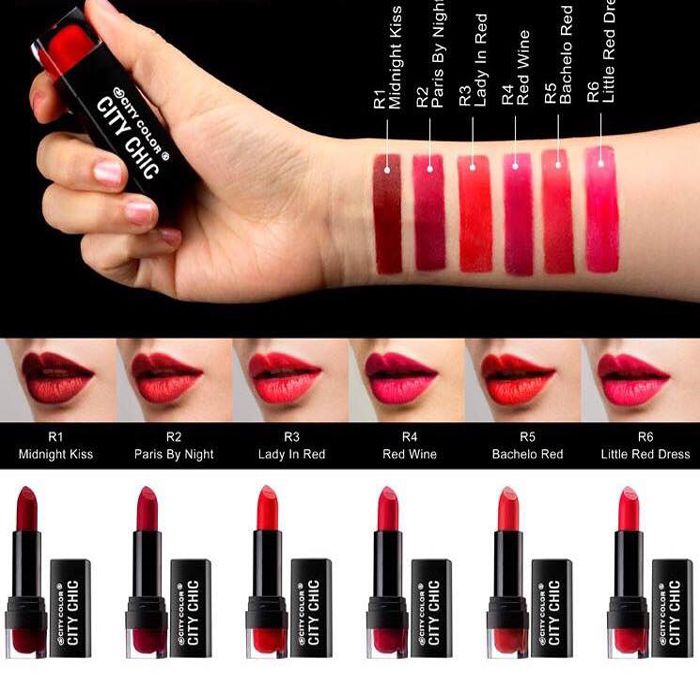 CITY COLOR®
CITY CHIC
R1
Midnight Kiss
R2
Paris By Night
R3
Lady In Red
R4
Red Wine
R5
Bachelo Red
R6
Little Red Dre
R1
Midnight Kiss
R2
Paris By Night
R3
Lady In Red
R4
Red Wine
R5
Bachelo Red
R6
Little Red Dress
CITY COLOR®
CITY CHIC
CITY COLOR®
CITY CHIC
CITY COLOR®
CITY CHIC
CITY COLOR®
CITY CHIC
CITY COLOR®
CITY CHIC
CITY COLOR®
CITY CHIC